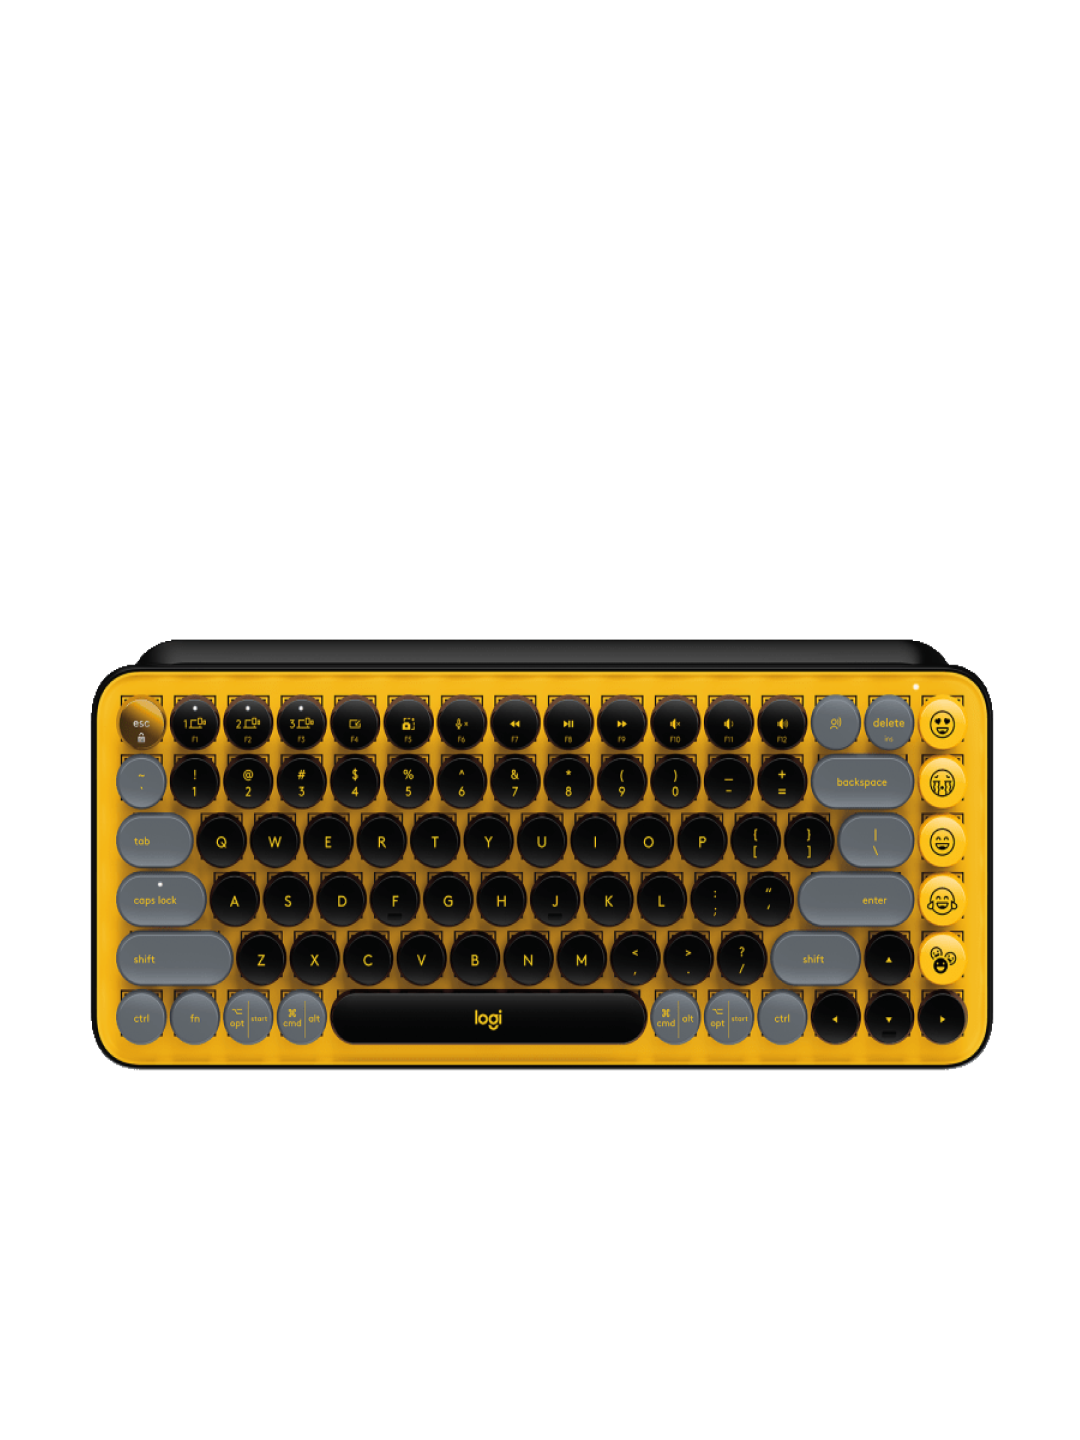 esc 1 2 3 delete
F1 F2 F3 F4 F5 F6 F7 F8 F9 F10 F11 F12 ins
~ ! @ # $ % ^ & * ( ) _ + backspace
` 1 2 3 4 5 6 7 8 9 0 - =
tab Q W E R T Y U I O P { } |
[ ] \
caps lock A S D F G H J K L : “ enter
; ‘
shift Z X C V B N M < > ? shift
, . /
ctrl fn ⌥ opt start ⌘ cmd alt logi ⌘ cmd alt ⌥ opt start ctrl